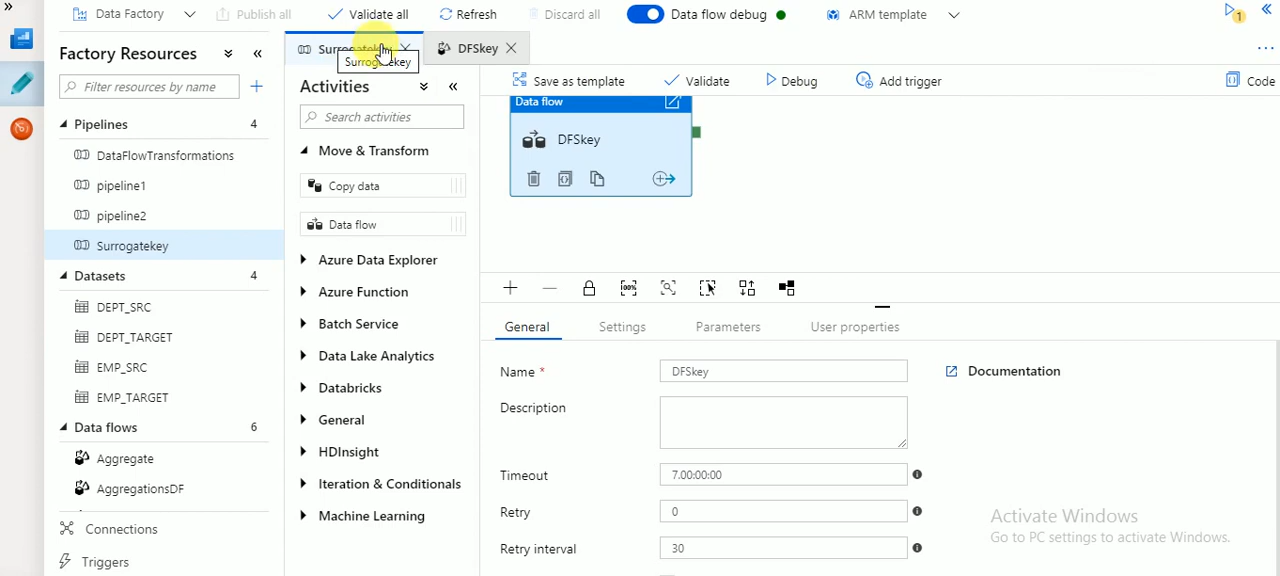 »
Data Factory
Publish all
Validate all
Refresh
Discard all
Data flow debug
ARM template
1
«
Factory Resources
«
Filter resources by name
+
Pipelines 4
DataFlowTransformations
pipeline1
pipeline2
Surrogatekey
Datasets 4
DEPT_SRC
DEPT_TARGET
EMP_SRC
EMP_TARGET
Data flows 6
Aggregate
AggregationsDF
Connections
Triggers
Surrogatekey
DFSkey
...
Activities
«
Search activities
Move & Transform
Copy data
Data flow
Azure Data Explorer
Azure Function
Batch Service
Data Lake Analytics
Databricks
General
HDInsight
Iteration & Conditionals
Machine Learning
Save as template
Validate
Debug
Add trigger
Code
Data flow
DFSkey
100%
General Settings Parameters User properties
Name * DFSkey
Documentation
Description
Timeout 7.00:00:00
Retry 0
Retry interval 30
Activate Windows
Go to PC settings to activate Windows.